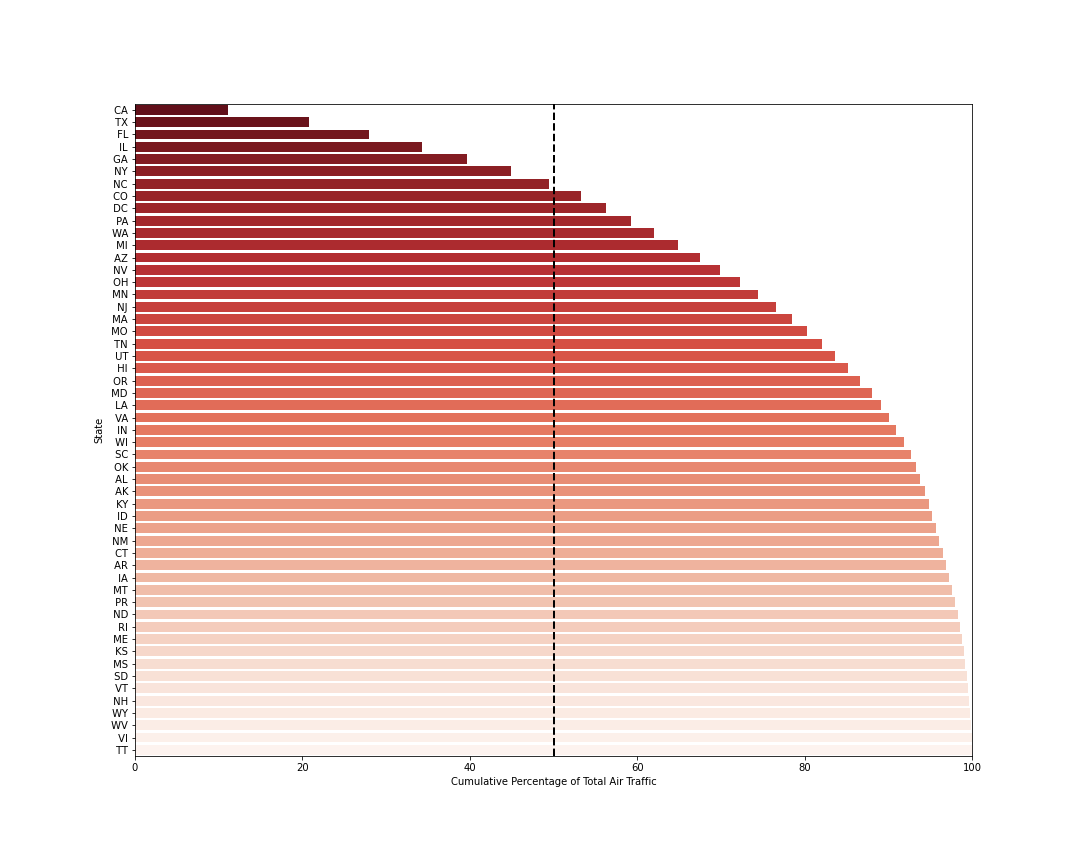 CA
TX
FL
IL
GA
NY
NC
CO
DC
PA
WA
MI
AZ
NV
OH
MN
NJ
MA
MO
TN
UT
HI
OR
MD
LA
VA
IN
WI
SC
OK
AL
AK
KY
ID
NE
NM
CT
AR
IA
MT
PR
ND
RI
ME
KS
MS
SD
VT
NH
WY
WV
VI
TT
State
0 20 40 60 80 100
Cumulative Percentage of Total Air Traffic